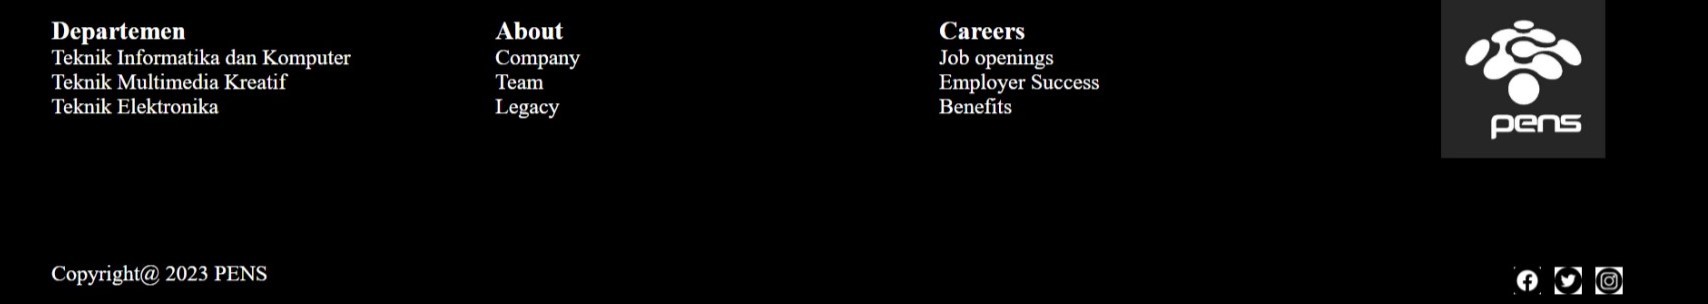 Departemen
Teknik Informatika dan Komputer
Teknik Multimedia Kreatif
Teknik Elektronika
About
Company
Team
Legacy
Careers
Job openings
Employer Success
Benefits
pens
Copyright@ 2023 PENS